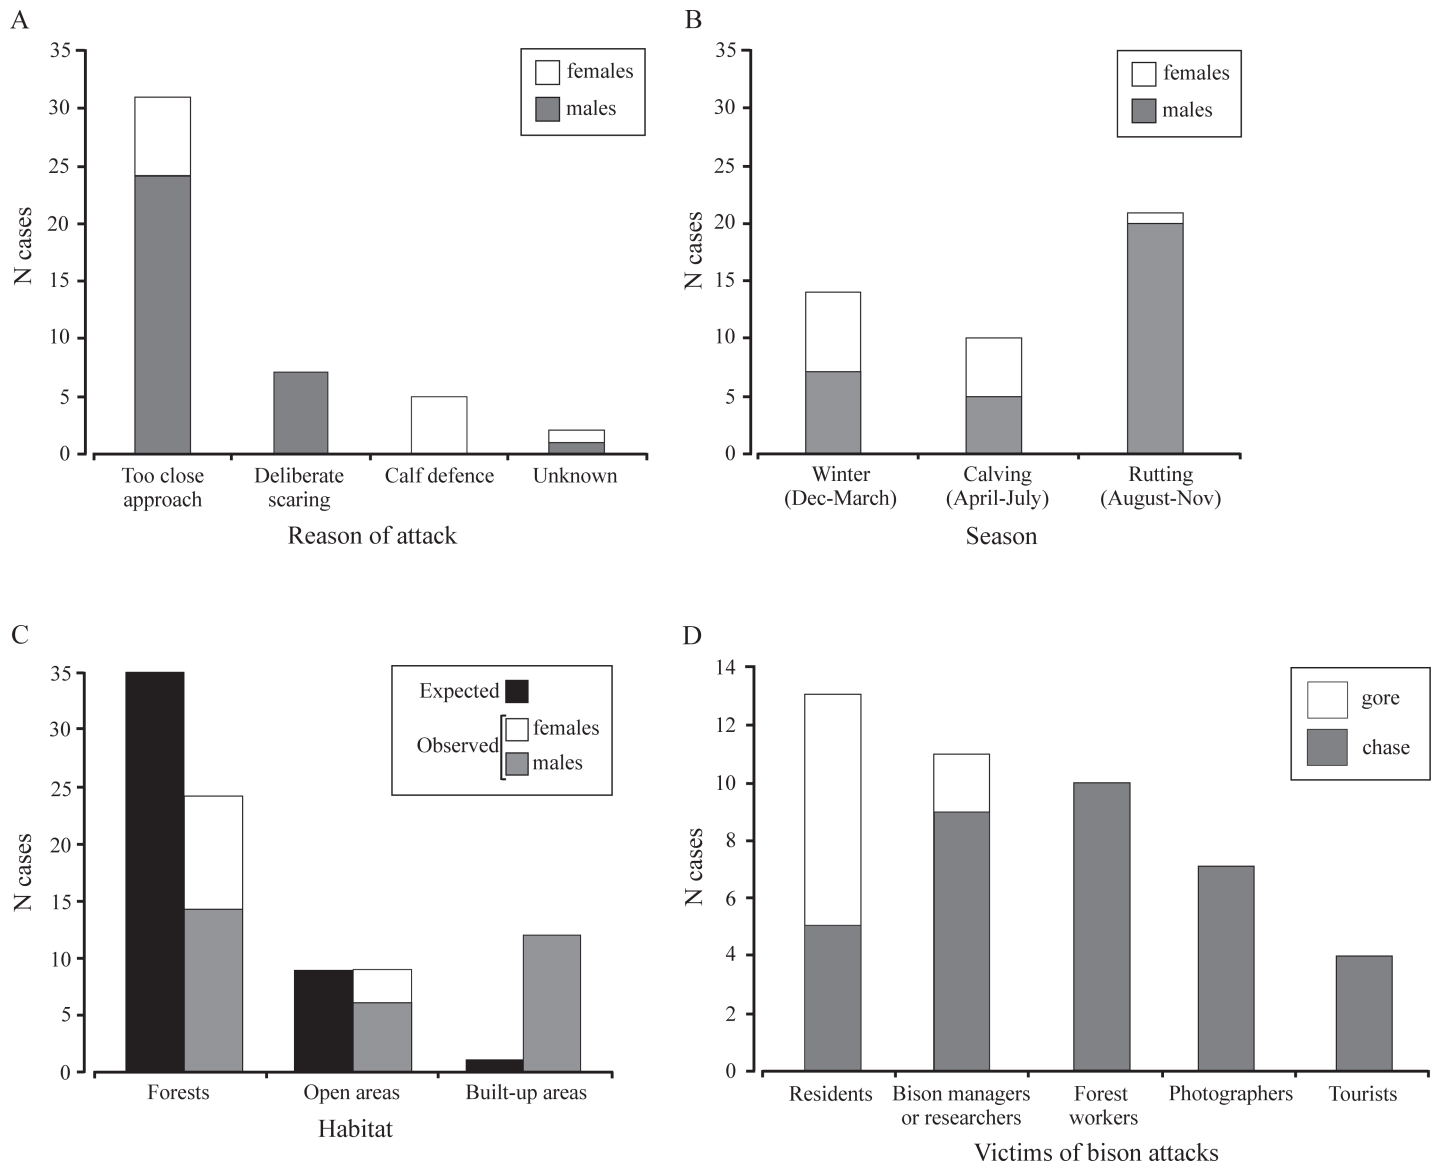 A
35
30
25
20
15
10
5
0
N cases
females
males
Too close
approach
Deliberate
scaring
Calf defence
Unknown
Reason of attack
B
35
30
25
20
15
10
5
0
N cases
females
males
Winter
(Dec-March)
Calving
(April-July)
Rutting
(August-Nov)
Season
C
35
30
25
20
15
10
5
0
N cases
Expected
Observed
females
males
Forests
Open areas
Built-up areas
Habitat
D
14
12
10
8
6
4
2
0
N cases
gore
chase
Residents
Bison managers
or researchers
Forest
workers
Photographers
Tourists
Victims of bison attacks